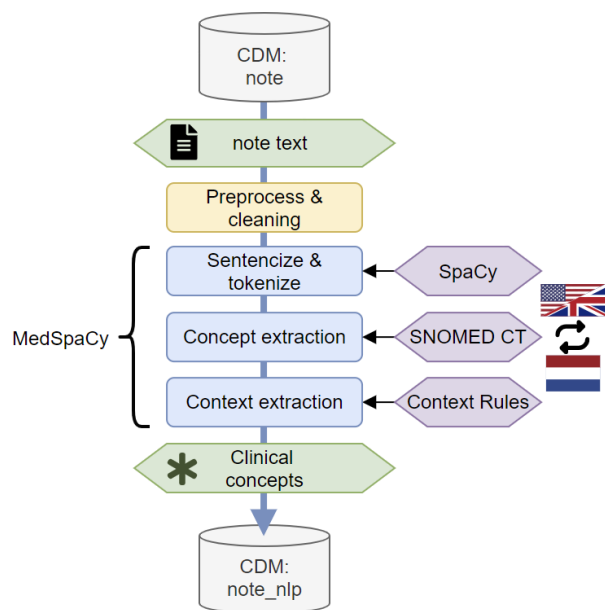 CDM:
note
note text
Preprocess &
cleaning
Sentencize &
tokenize
SpaCy
MedSpaCy
Concept extraction
SNOMED CT
Context extraction
Context Rules
Clinical
concepts
CDM:
note_nlp